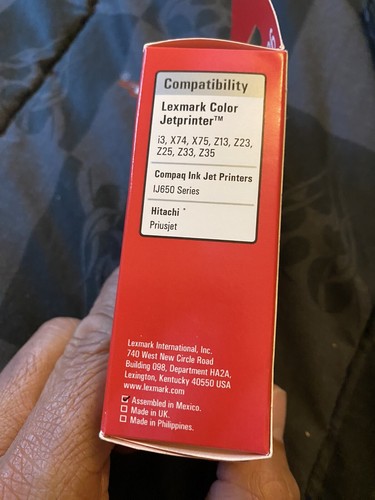 Compatibility
Lexmark Color
Jetprinter™
i3, X74, X75, Z13, Z23,
Z25, Z33, Z35
Compaq Ink Jet Printers
IJ650 Series
Hitachi *
Priusjet
Lexmark International, Inc.
740 West New Circle Road
Building 098, Department HA2A,
Lexington, Kentucky 40550 USA
www.lexmark.com
Assembled in Mexico.
Made in UK.
Made in Philippines.